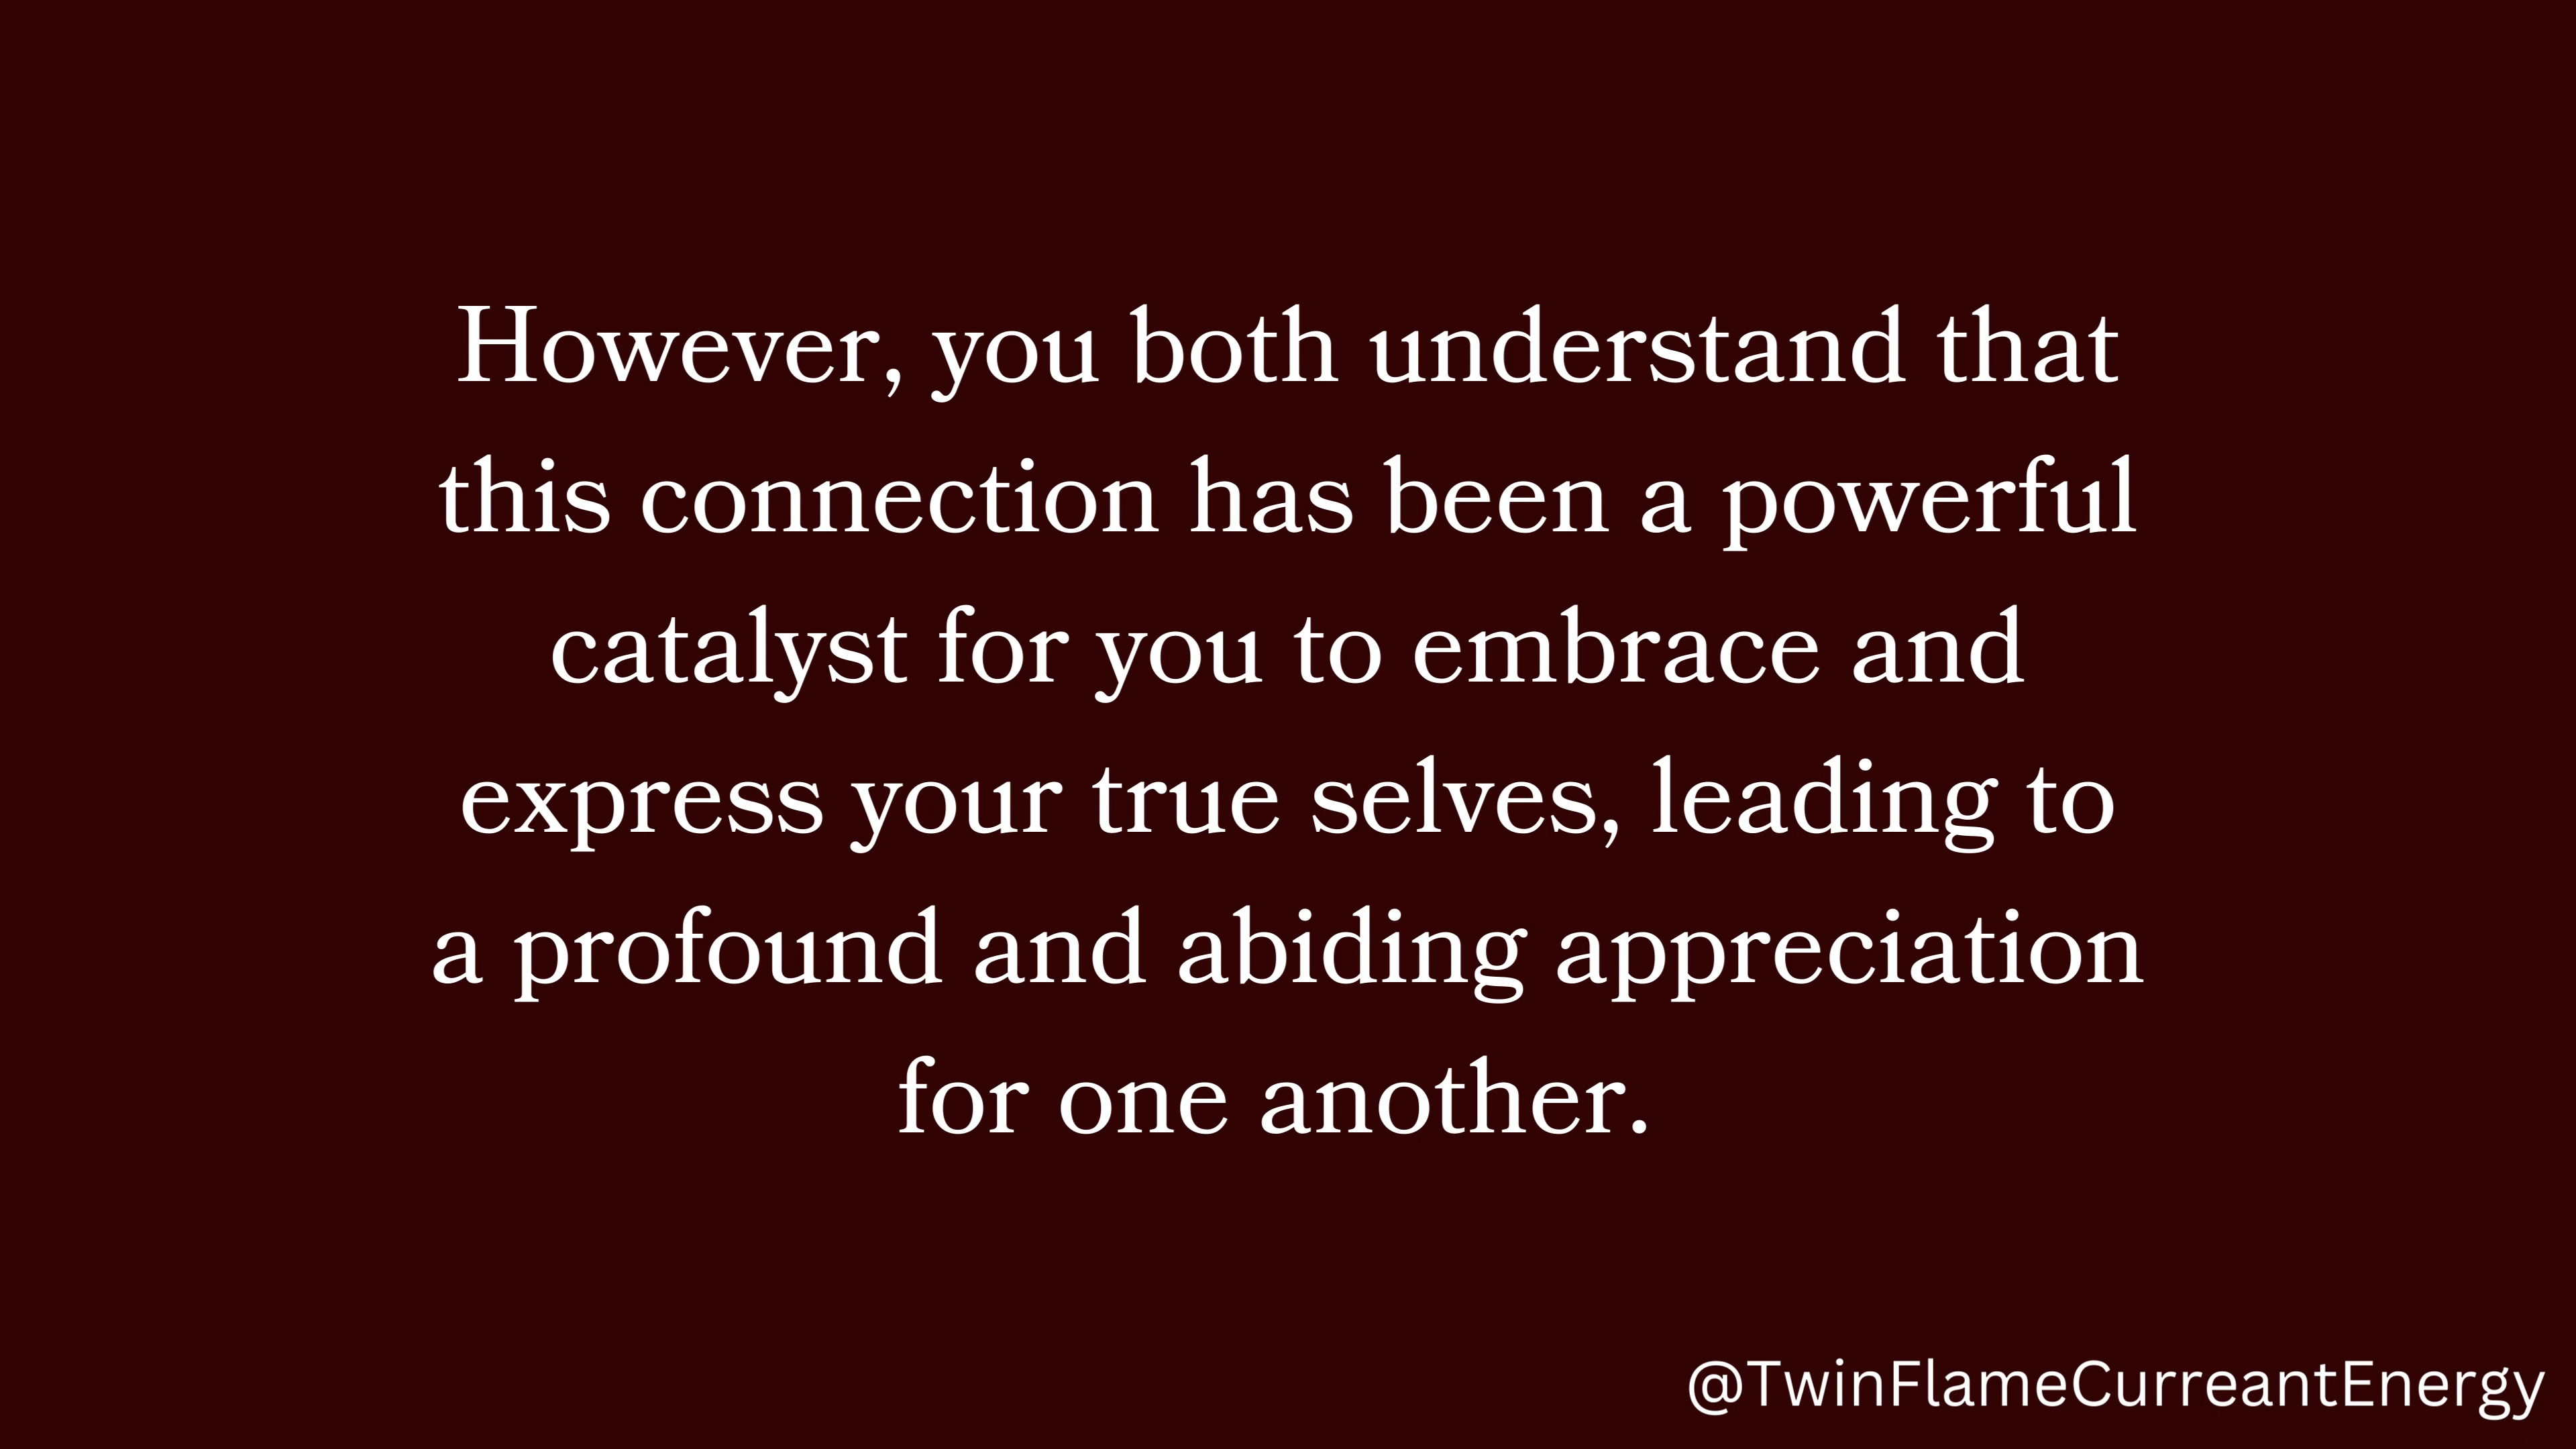 However, you both understand that
this connection has been a powerful
catalyst for you to embrace and
express your true selves, leading to
a profound and abiding appreciation
for one another.
@TwinFlameCurreantEnergy